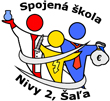 Spojená škola
€
Nivy 2, Šaľa